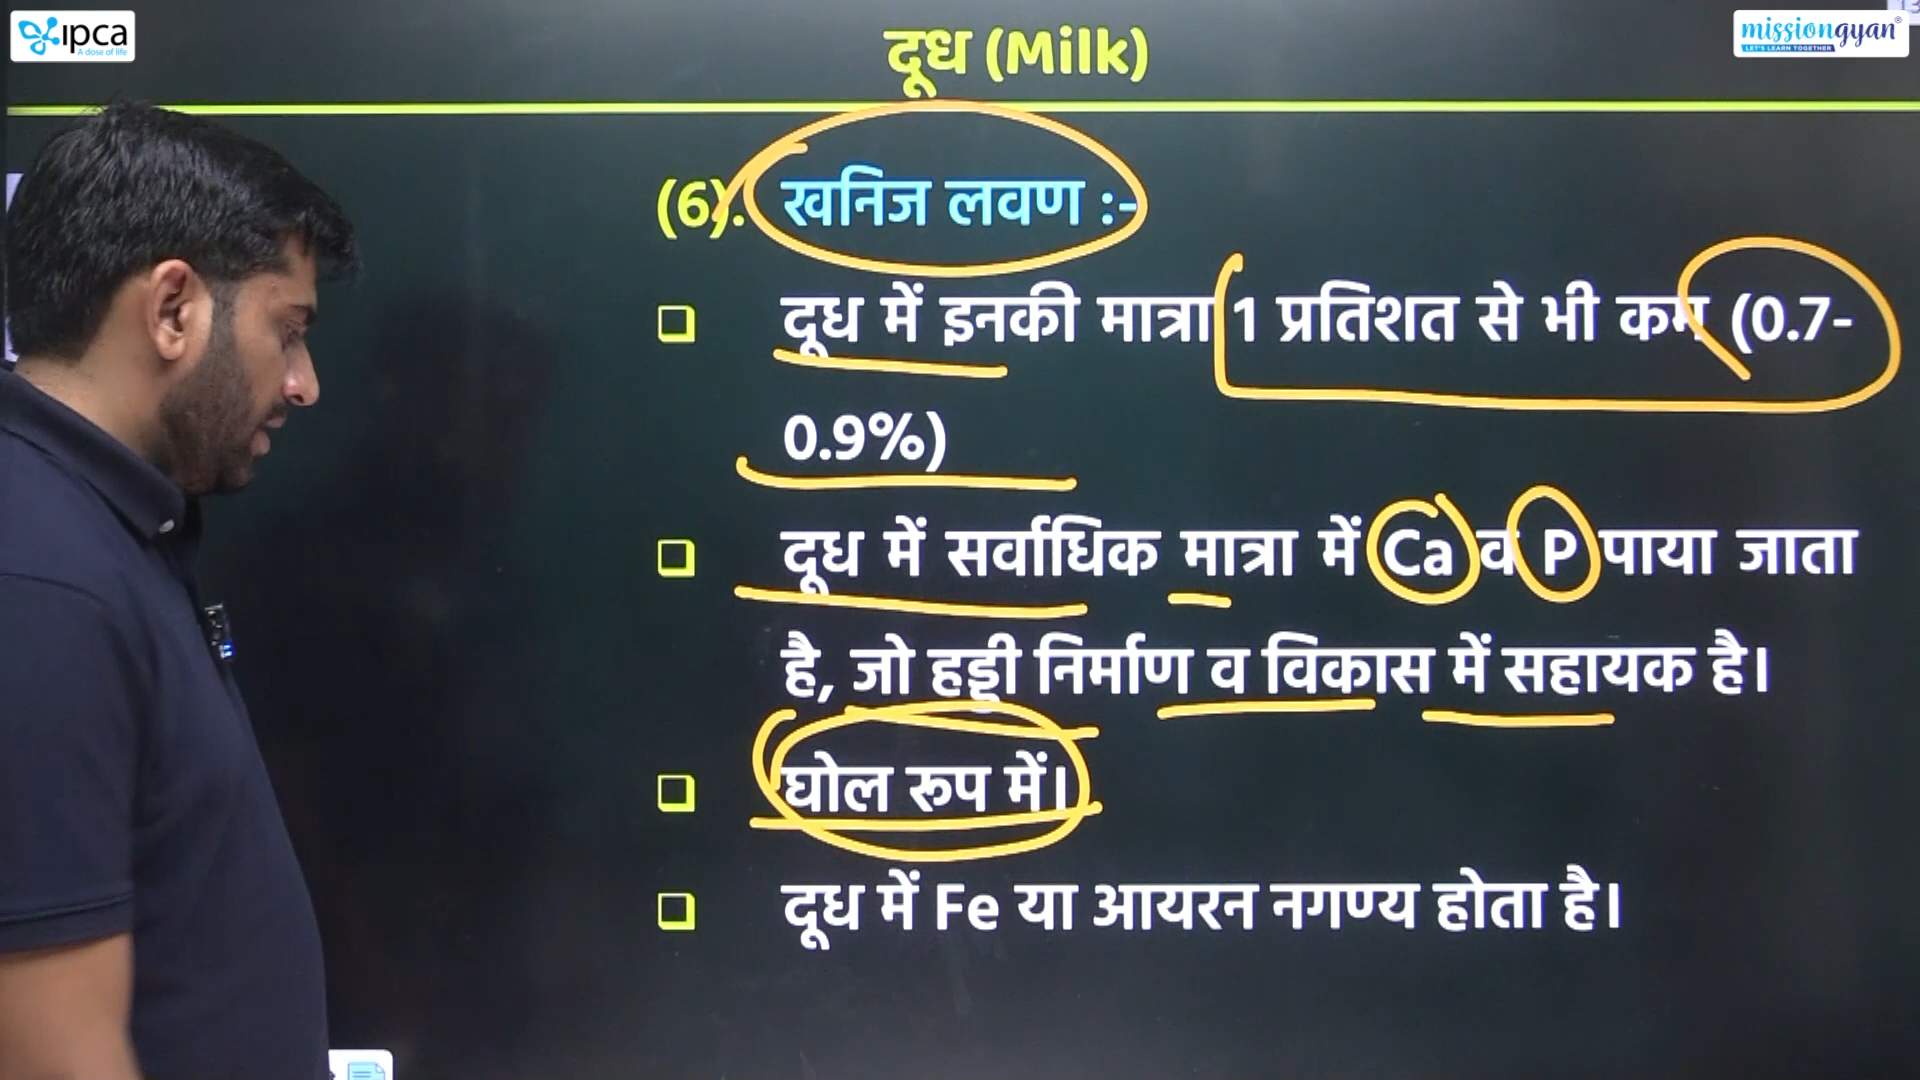 ipca
A dose of life
missiongyan
LET'S LEARN TOGETHER
दूध (Milk)
(6). खनिज लवण :-
दूध में इनकी मात्रा 1 प्रतिशत से भी कम (0.7-
0.9%)
दूध में सर्वाधिक मात्रा में Ca व P पाया जाता
है, जो हड्डी निर्माण व विकास में सहायक है।
घोल रूप में।
दूध में Fe या आयरन नगण्य होता है।